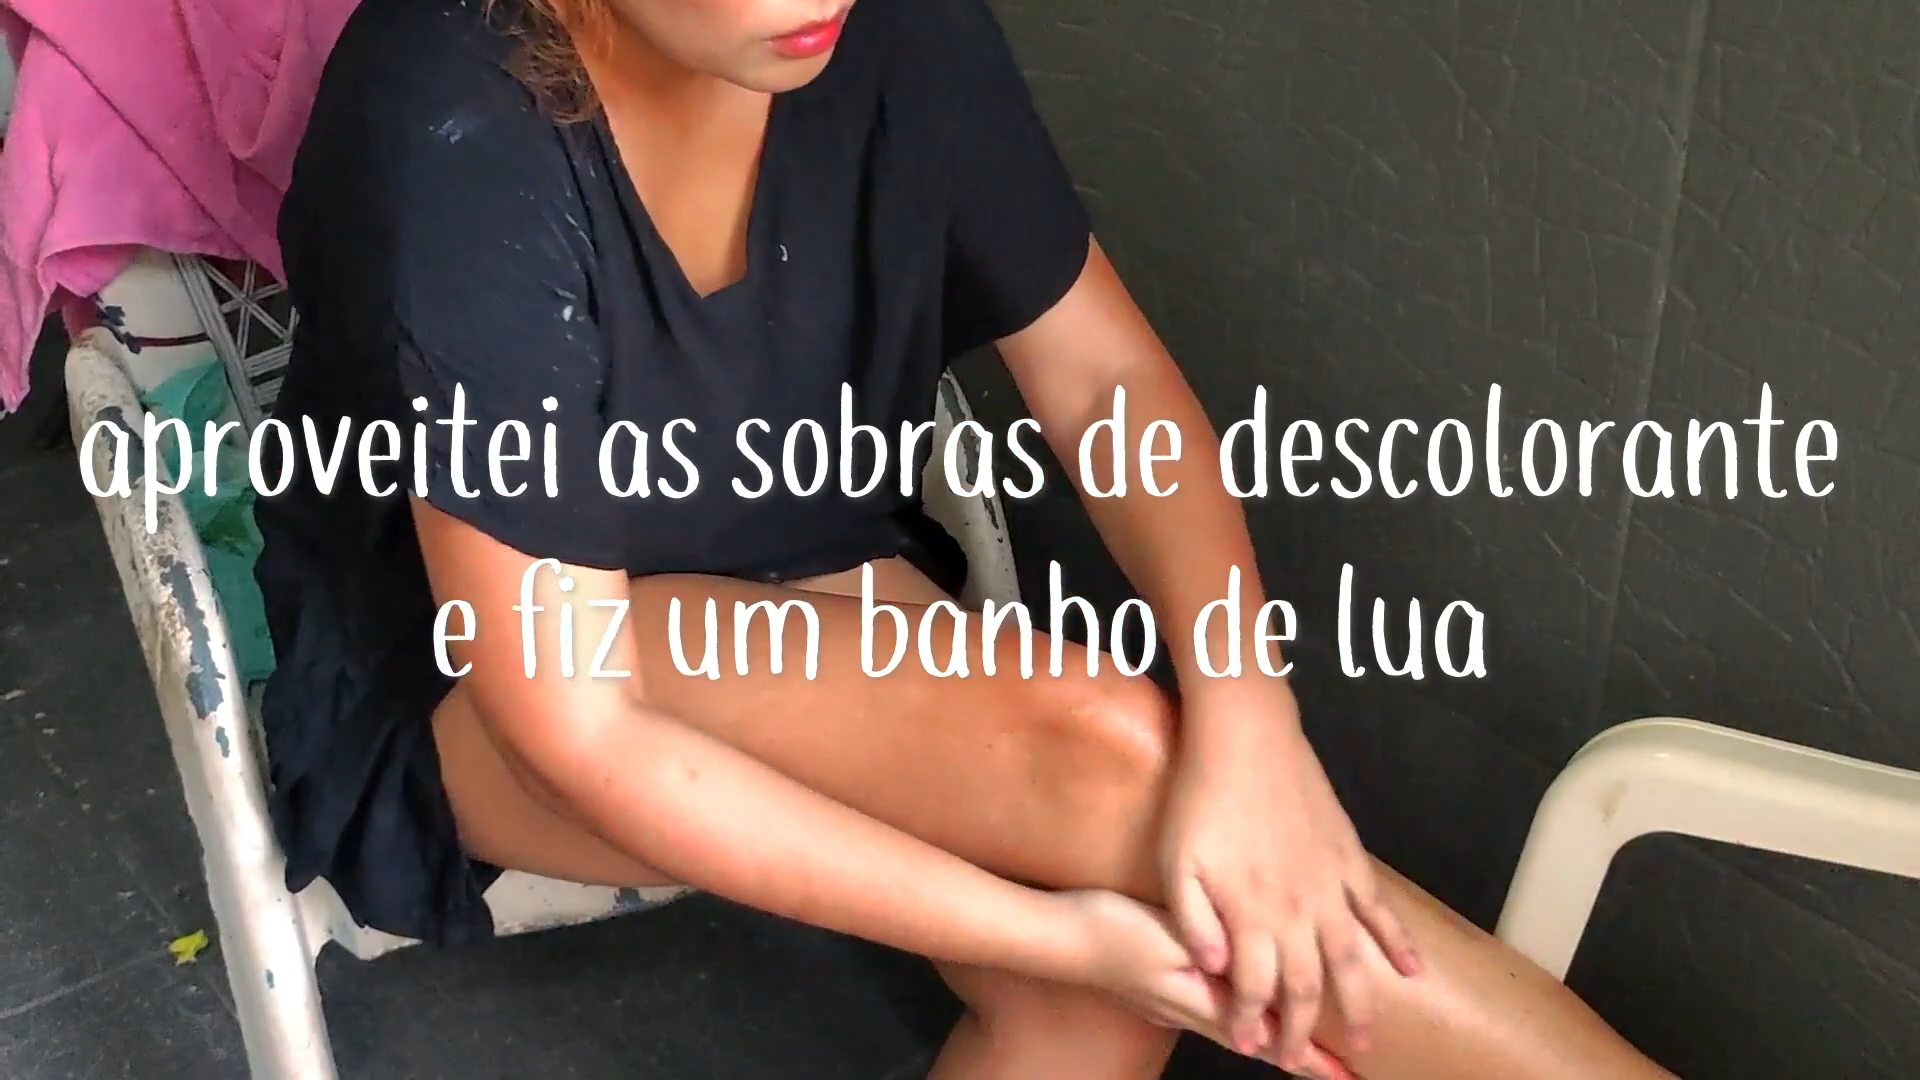 aproveitei as sobras de descolorante
e fiz um banho de lua